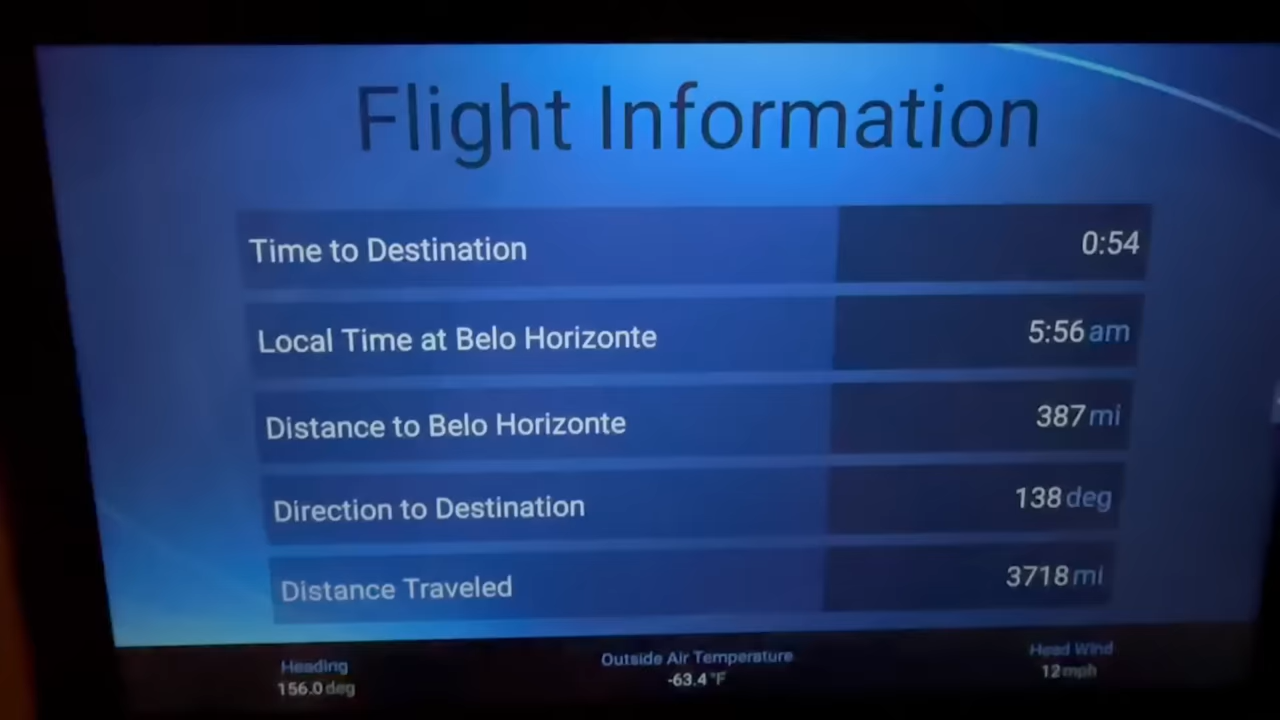 Flight Information
Time to Destination 0:54
Local Time at Belo Horizonte 5:56 am
Distance to Belo Horizonte 387 mi
Direction to Destination 138 deg
Distance Traveled 3718 mi
Heading Outside Air Temperature Head Wind
156.0 deg -63.4 °F 12 mph